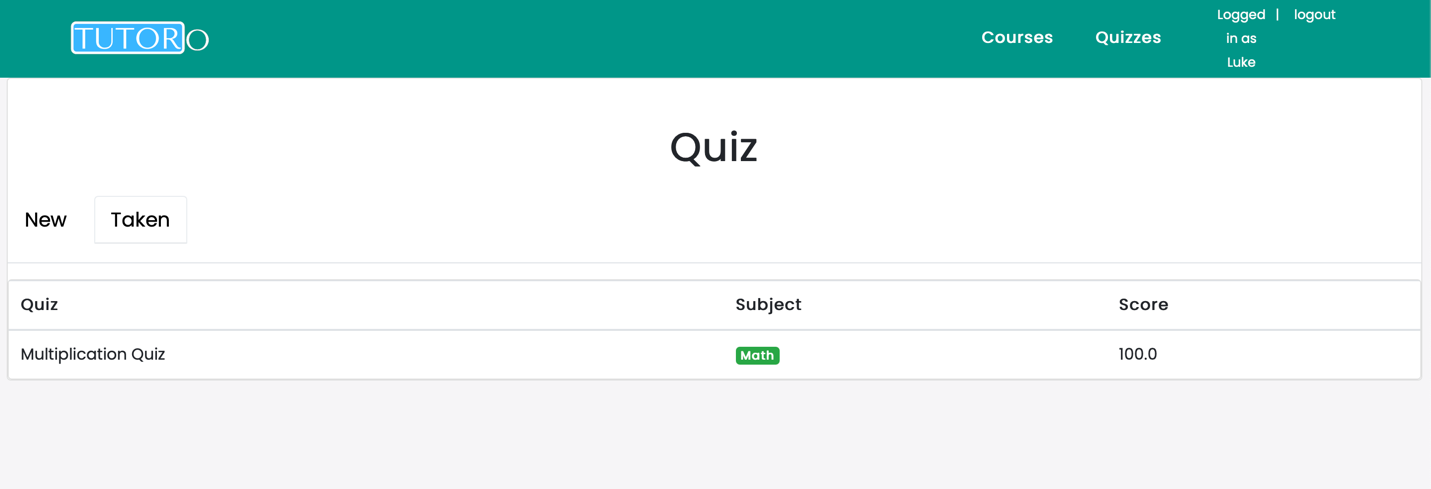 TUTORO
Courses
Quizzes
Logged | logout
in as
Luke
Quiz
New
Taken
Quiz Subject Score
Multiplication Quiz Math 100.0